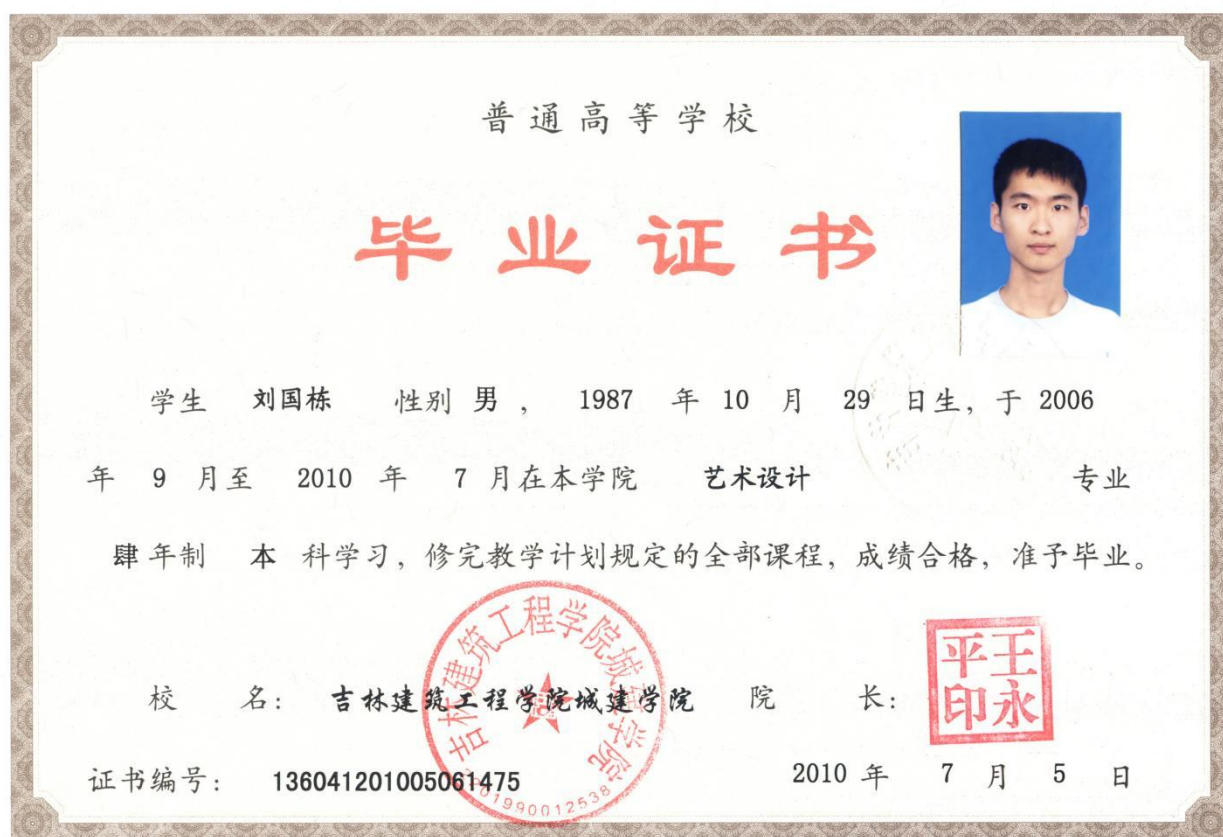 普通高等学校
毕业证书
学生 刘国栋 性别 男 , 1987 年 10 月 29 日生, 于 2006
年 9 月至 2010 年 7 月在本学院 艺术设计 专业
肆 年制 本 科学习, 修完教学计划规定的全部课程, 成绩合格, 准予毕业。
吉林建筑工程学院城建学院
王永平印
校 名: 吉林建筑工程学院城建学院 院 长:
证书编号: 136041201005061475 2010 年 7 月 5 日